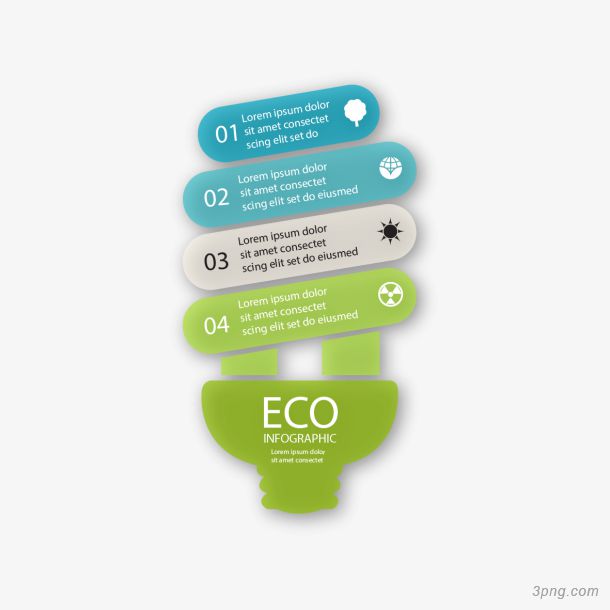 01
Lorem ipsum dolor
sit amet consectet
scing elit set do
02
Lorem ipsum dolor
sit amet consectet
scing elit set do eiusmed
03
Lorem ipsum dolor
sit amet consectet
scing elit set do eiusmed
04
Lorem ipsum dolor
sit amet consectet
scing elit set do eiusmed
ECO
INFOGRAPHIC
Lorem ipsum dolor
sit amet consectet
3png.com